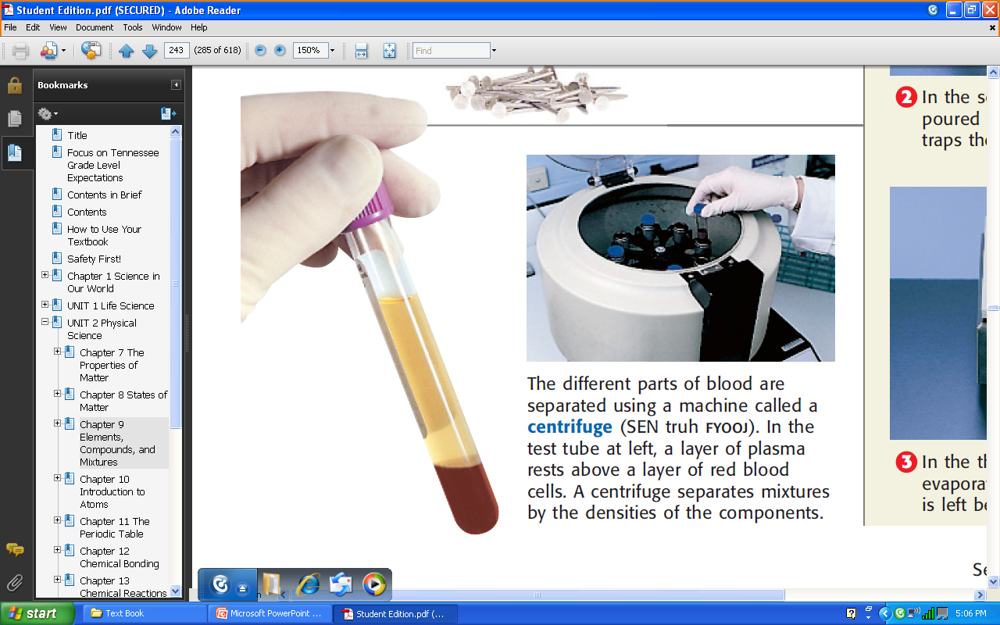 Student Edition.pdf (SECURED) - Adobe Reader
File Edit View Document Tools Window Help
243 (285 of 618) 150% Find
Bookmarks
Title
Focus on Tennessee
Grade Level
Expectations
Contents in Brief
Contents
How to Use Your
Textbook
Safety First!
Chapter 1 Science in
Our World
UNIT 1 Life Science
UNIT 2 Physical
Science
Chapter 7 The
Properties of
Matter
Chapter 8 States of
Matter
Chapter 9
Elements,
Compounds, and
Mixtures
Chapter 10
Introduction to
Atoms
Chapter 11 The
Periodic Table
Chapter 12
Chemical Bonding
Chapter 13
Chemical Reactions
The different parts of blood are
separated using a machine called a
centrifuge (SEN truh FYOOJ). In the
test tube at left, a layer of plasma
rests above a layer of red blood
cells. A centrifuge separates mixtures
by the densities of the components.
2 In the s
poured
traps th
3 In the th
evaporat
is left b
Se
start Text Book Microsoft PowerPoint ... Student Edition.pdf (... 5:06 PM